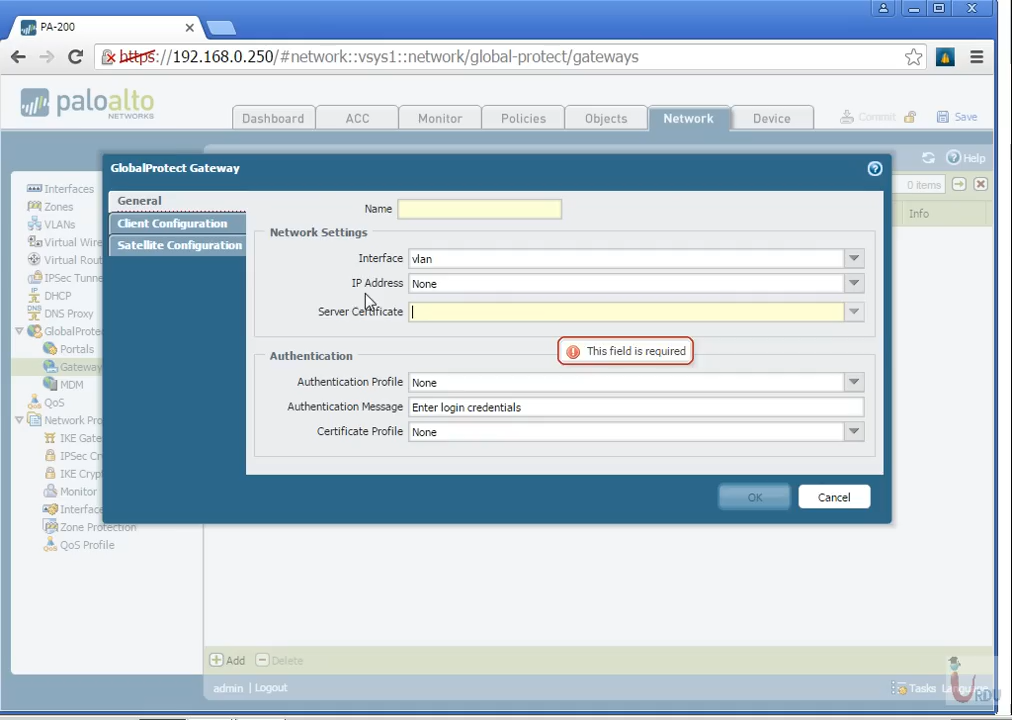 PA-200
https://192.168.0.250/#network::vsys1::network/global-protect/gateways
paloalto
NETWORKS
Dashboard
ACC
Monitor
Policies
Objects
Network
Device
Commit
Save
Help
0 items
Info
Interfaces
Zones
VLANs
Virtual Wire
Virtual Rout
IPSec Tunne
DHCP
DNS Proxy
GlobalProte
Portals
Gateway
MDM
QoS
Network Pro
IKE Gate
IPSec Cr
IKE Cryp
Monitor
Interface
Zone Protection
QoS Profile
GlobalProtect Gateway
General
Client Configuration
Satellite Configuration
Name
Network Settings
Interface vlan
IP Address None
Server Certificate
This field is required
Authentication
Authentication Profile None
Authentication Message Enter login credentials
Certificate Profile None
OK
Cancel
Add
Delete
admin | Logout
Tasks
URDU